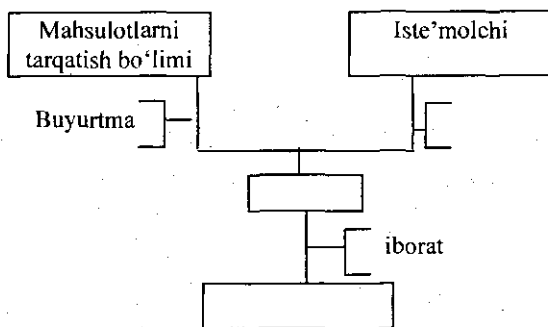 Mahsulotlarni
tarqatish bo‘limi
Iste’molchi
Buyurtma
iborat